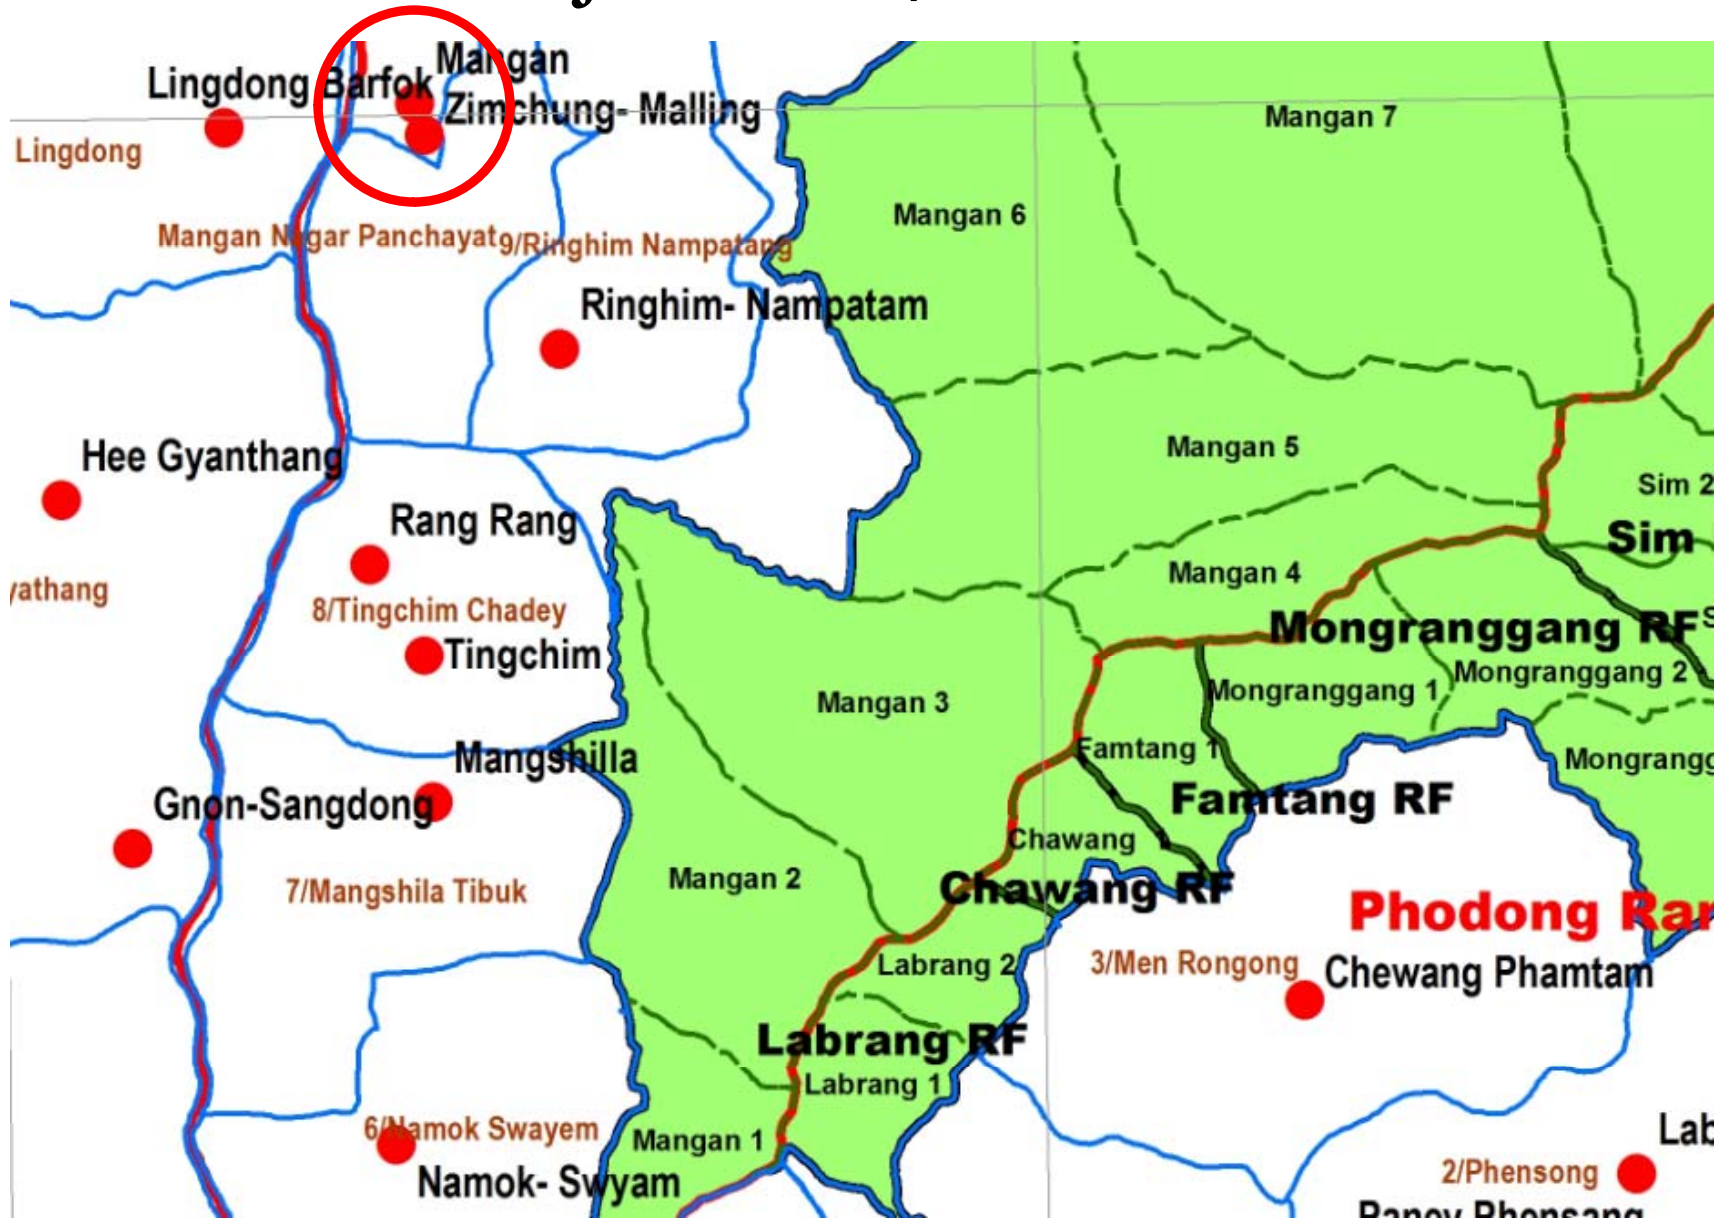 Mangan
Lingdong Barfok
Zimchung- Malling
Mangan 7
Lingdong
Mangan 6
Mangan Nagar Panchayat
9/Ringhim Nampatang
Ringhim- Nampatam
Mangan 5
Hee Gyanthang
Sim 2
Rang Rang
Sim
Mangan 4
yathang
8/Tingchim Chadey
Mongranggang RF
Tingchim
Mongranggang 2
Mongranggang 1
Mangan 3
Famtang 1
Mangshilla
Mongrangg
Gnon-Sangdong
Famtang RF
Chawang
Mangan 2
7/Mangshila Tibuk
Chawang RF
Phodong Ran
3/Men Rongong
Labrang 2
Chewang Phamtam
Labrang RF
Labrang 1
6/Namok Swayem
Mangan 1
Lab
2/Phensong
Namok- Swyam